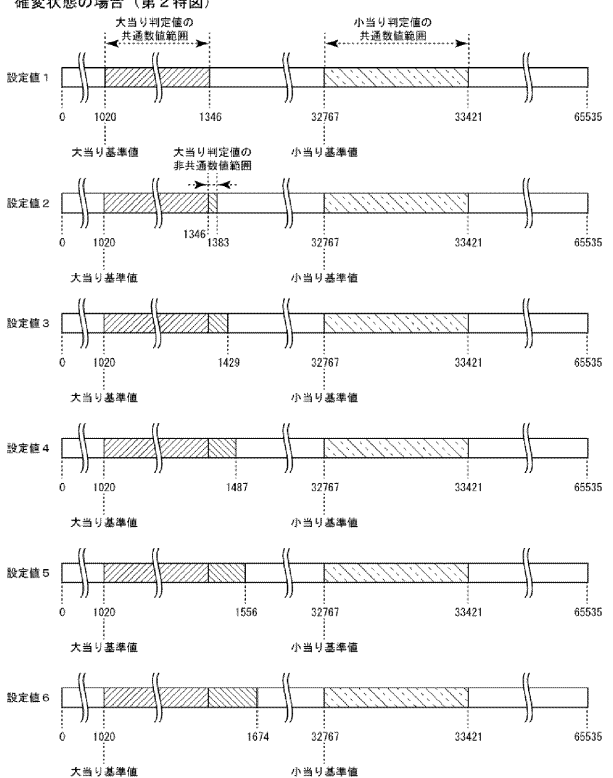 確変状態の場合(第2特図)
大当り判定値の
共通数値範囲
小当り判定値の
共通数値範囲
設定値1
0
1020
1346
32767
33421
65535
大当り基準値
小当り基準値
大当り判定値の
非共通数値範囲
設定値2
0
1020
1346
1383
32767
33421
65535
大当り基準値
小当り基準値
設定値3
0
1020
1429
32767
33421
65535
大当り基準値
小当り基準値
設定値4
0
1020
1487
32767
33421
65535
大当り基準値
小当り基準値
設定値5
0
1020
1556
32767
33421
65535
大当り基準値
小当り基準値
設定値6
0
1020
1674
32767
33421
65535
大当り基準値
小当り基準値